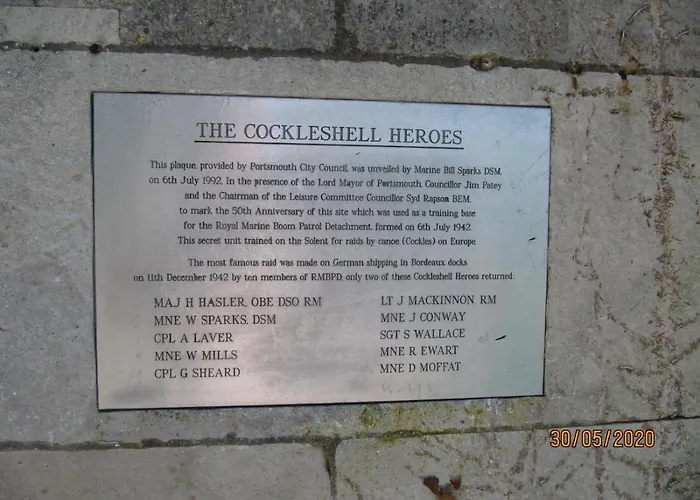 THE COCKLESHELL HEROES
This plaque, provided by Portsmouth City Council, was unveiled by Marine Bill Sparks DSM,
on 6th July 1992, In the presence of the Lord Mayor of Portsmouth, Councillor Jim Patey
and the Chairman of the Leisure Committee Councillor Syd Rapson BEM,
to mark the 50th Anniversary of this site which was used as a training base
for the Royal Marine Boom Patrol Detachment, formed on 6th July 1942.
This secret unit trained on the Solent for raids by canoe (Cockles) on Europe.
The most famous raid was made on German shipping in Bordeaux docks
on 11th December 1942 by ten members of RMBPD, only two of these Cockleshell Heroes returned:
MAJ H HASLER, OBE DSO RM
MNE W SPARKS, DSM
CPL A LAVER
MNE W MILLS
CPL G SHEARD
LT J MACKINNON RM
MNE J CONWAY
SGT S WALLACE
MNE R EWART
MNE D MOFFAT
30/05/2020